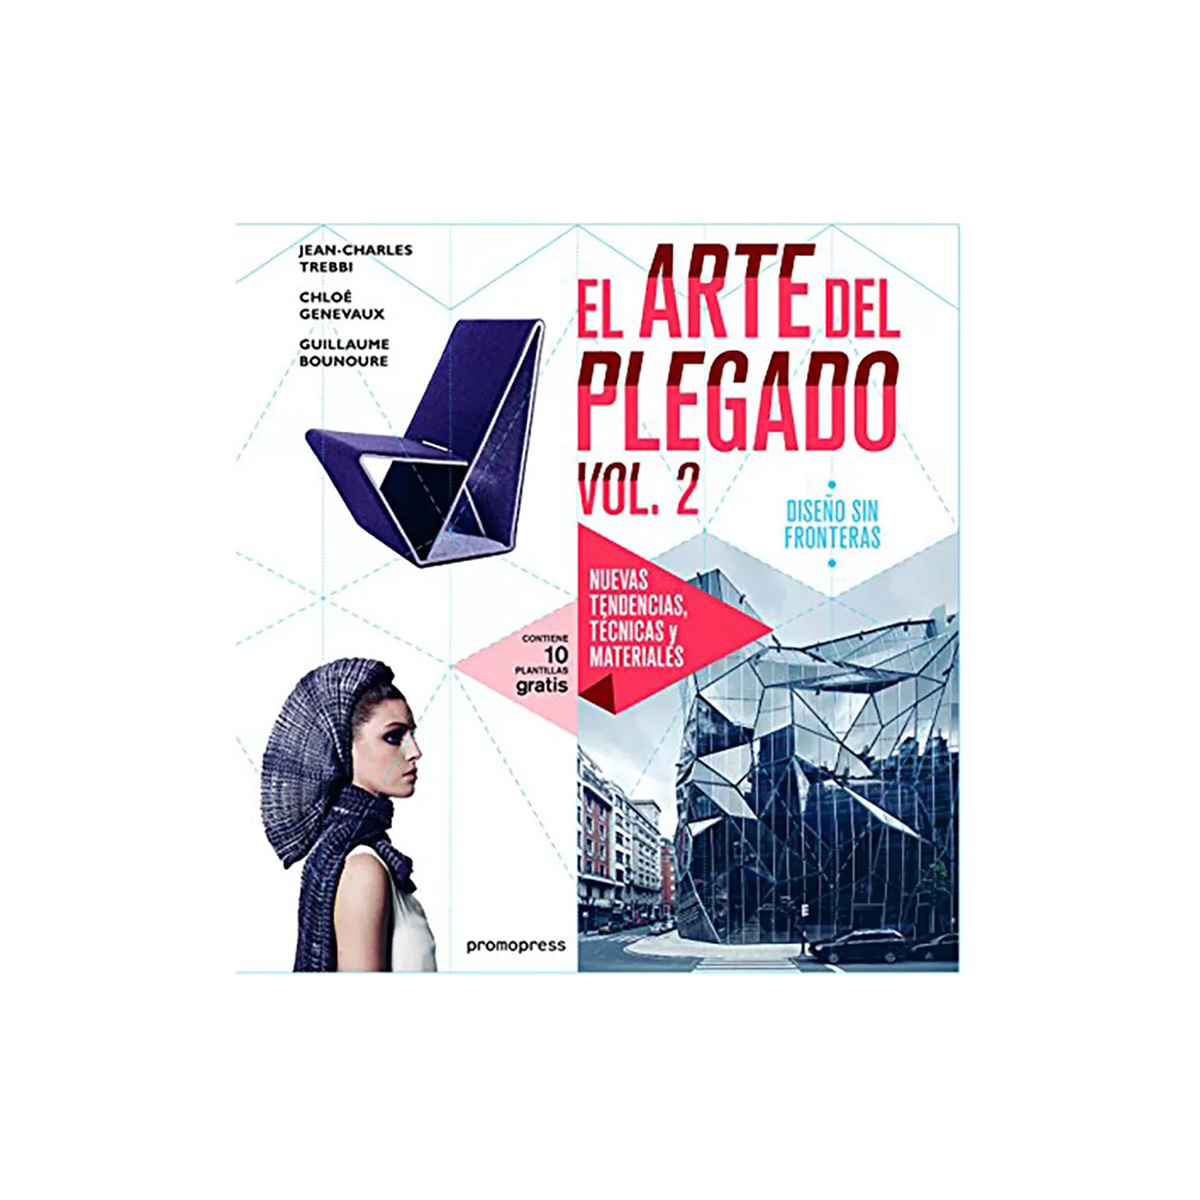 JEAN-CHARLES
TREBBI
CHLOÉ
GENEVAUX
GUILLAUME
BOUNOURE
EL ARTE DEL
PLEGADO
VOL. 2
DISEÑO SIN
FRONTERAS
NUEVAS
TENDENCIAS,
TÉCNICAS y
MATERIALES
CONTIENE
10
PLANTILLAS
gratis
promopress